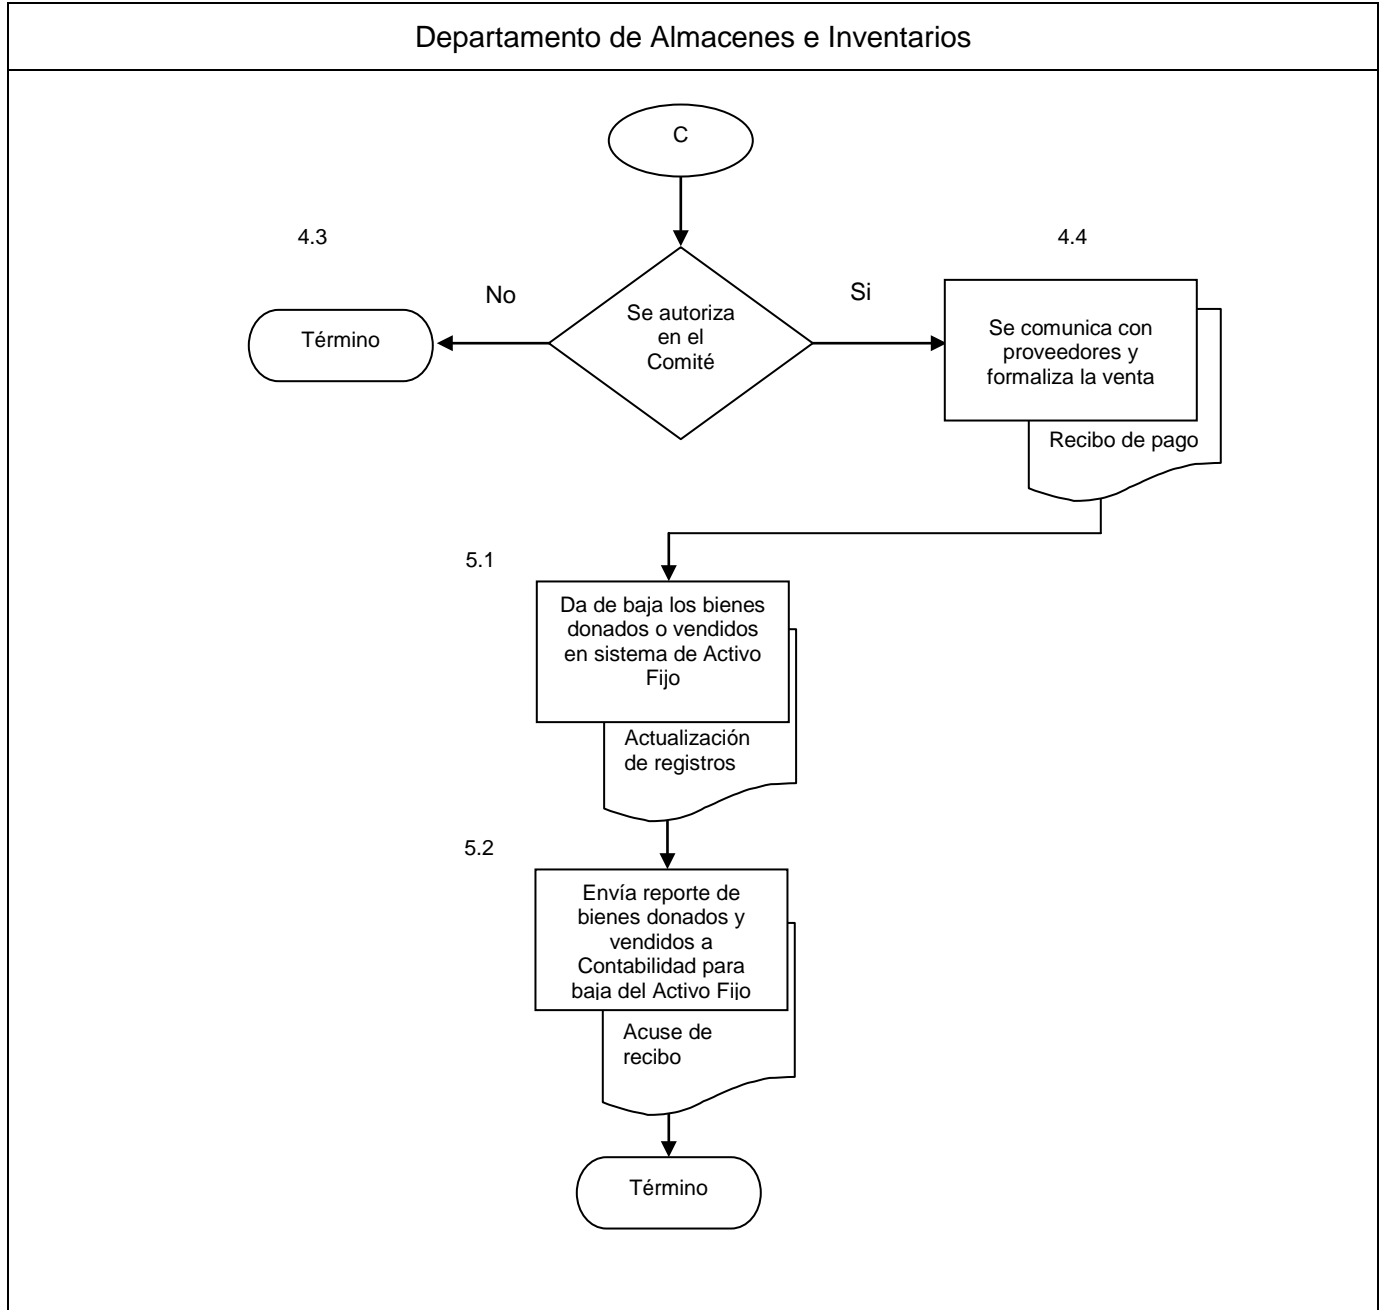 Departamento de Almacenes e Inventarios
C
4.3
4.4
No
Si
Se autoriza
en el
Comité
Término
Se comunica con
proveedores y
formaliza la venta
Recibo de pago
5.1
Da de baja los bienes
donados o vendidos
en sistema de Activo
Fijo
Actualización
de registros
5.2
Envía reporte de
bienes donados y
vendidos a
Contabilidad para
baja del Activo Fijo
Acuse de
recibo
Término